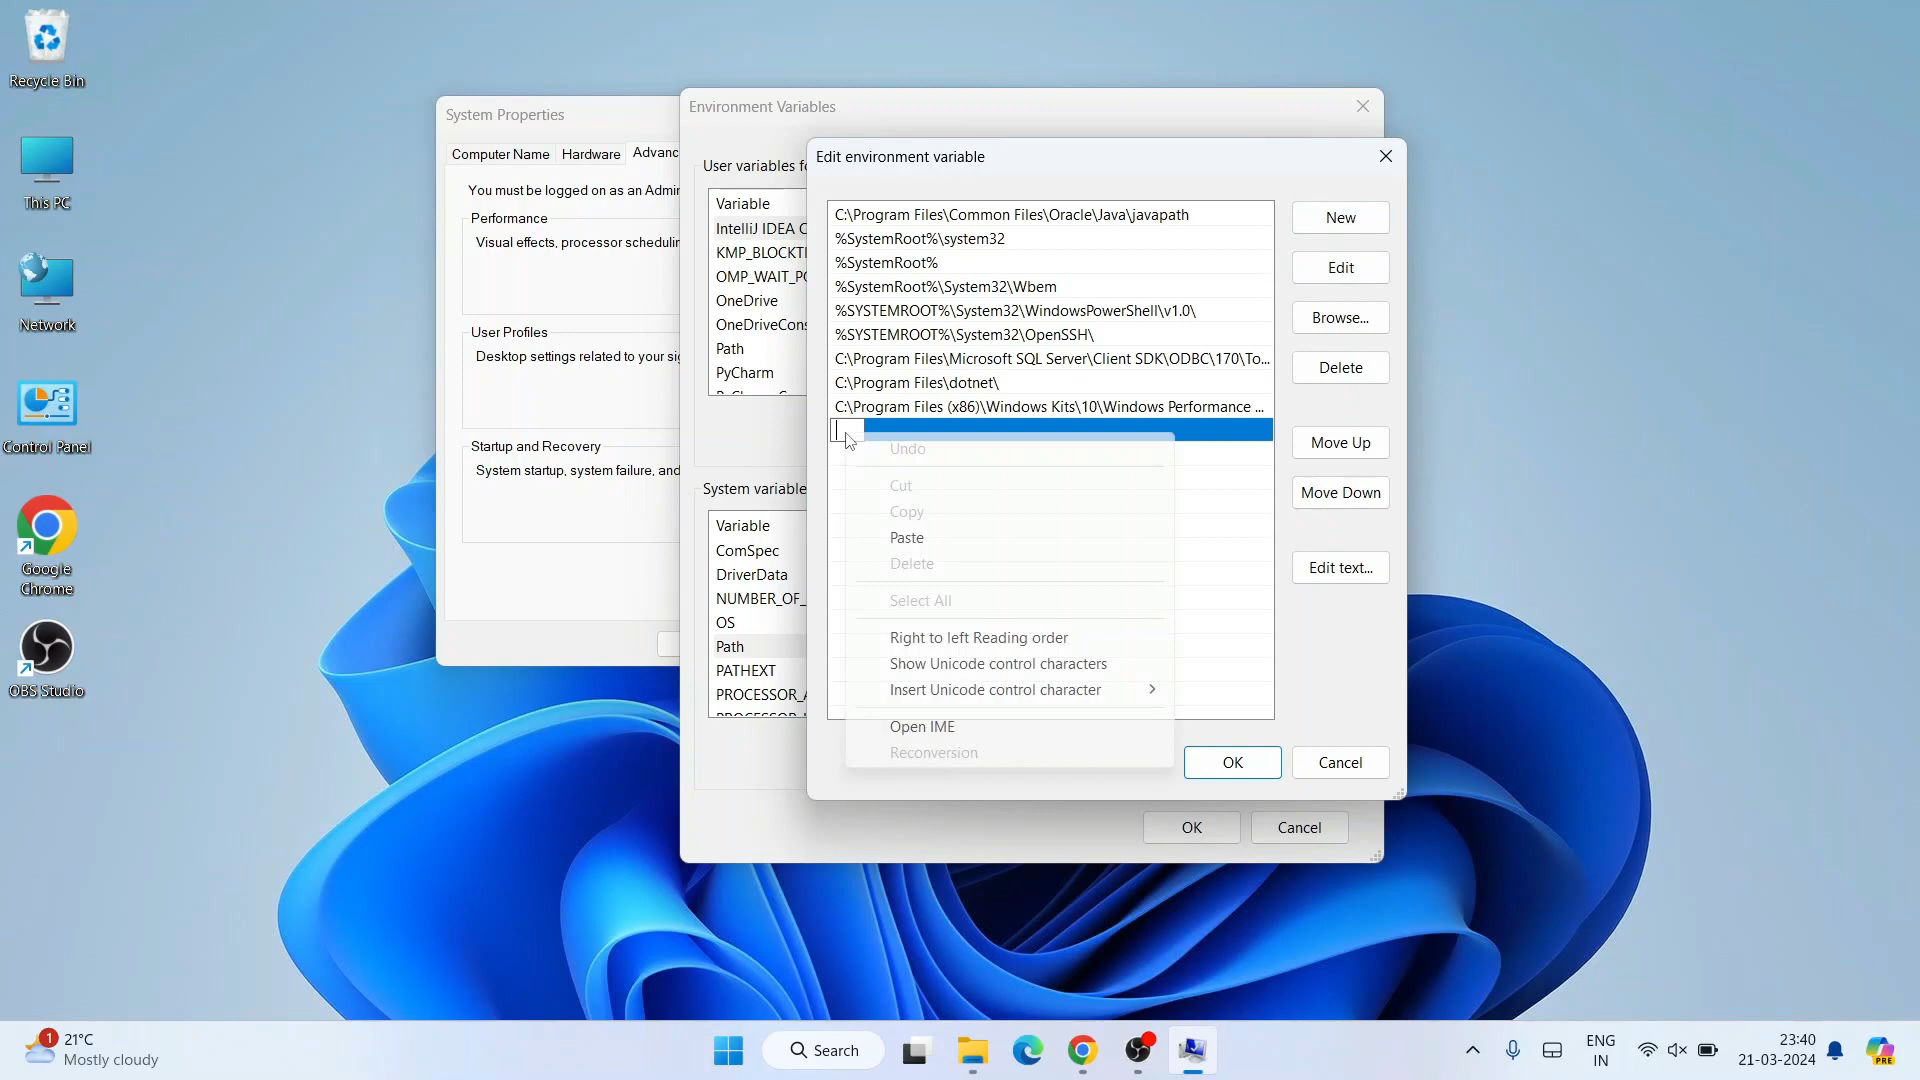 Recycle Bin
This PC
Network
Control Panel
Google
Chrome
OBS Studio
System Properties
Computer Name
Hardware
Advanc
You must be logged on as an Admin
Performance
Visual effects, processor schedulin
User Profiles
Desktop settings related to your sig
Startup and Recovery
System startup, system failure, and
Environment Variables
User variables fo
Variable
IntelliJ IDEA C
KMP_BLOCKTI
OMP_WAIT_PO
OneDrive
OneDriveCons
Path
PyCharm
System variable
Variable
ComSpec
DriverData
NUMBER_OF_
OS
Path
PATHEXT
PROCESSOR_A
OK
Cancel
Edit environment variable
C:\Program Files\Common Files\Oracle\Java\javapath
%SystemRoot%\system32
%SystemRoot%
%SystemRoot%\System32\Wbem
%SYSTEMROOT%\System32\WindowsPowerShell\v1.0\
%SYSTEMROOT%\System32\OpenSSH\
C:\Program Files\Microsoft SQL Server\Client SDK\ODBC\170\To...
C:\Program Files\dotnet\
C:\Program Files (x86)\Windows Kits\10\Windows Performance ...
New
Edit
Browse...
Delete
Move Up
Move Down
Edit text...
OK
Cancel
Undo
Cut
Copy
Paste
Delete
Select All
Right to left Reading order
Show Unicode control characters
Insert Unicode control character
Open IME
Reconversion
1
21°C
Mostly cloudy
Search
ENG
IN
23:40
21-03-2024
PRE